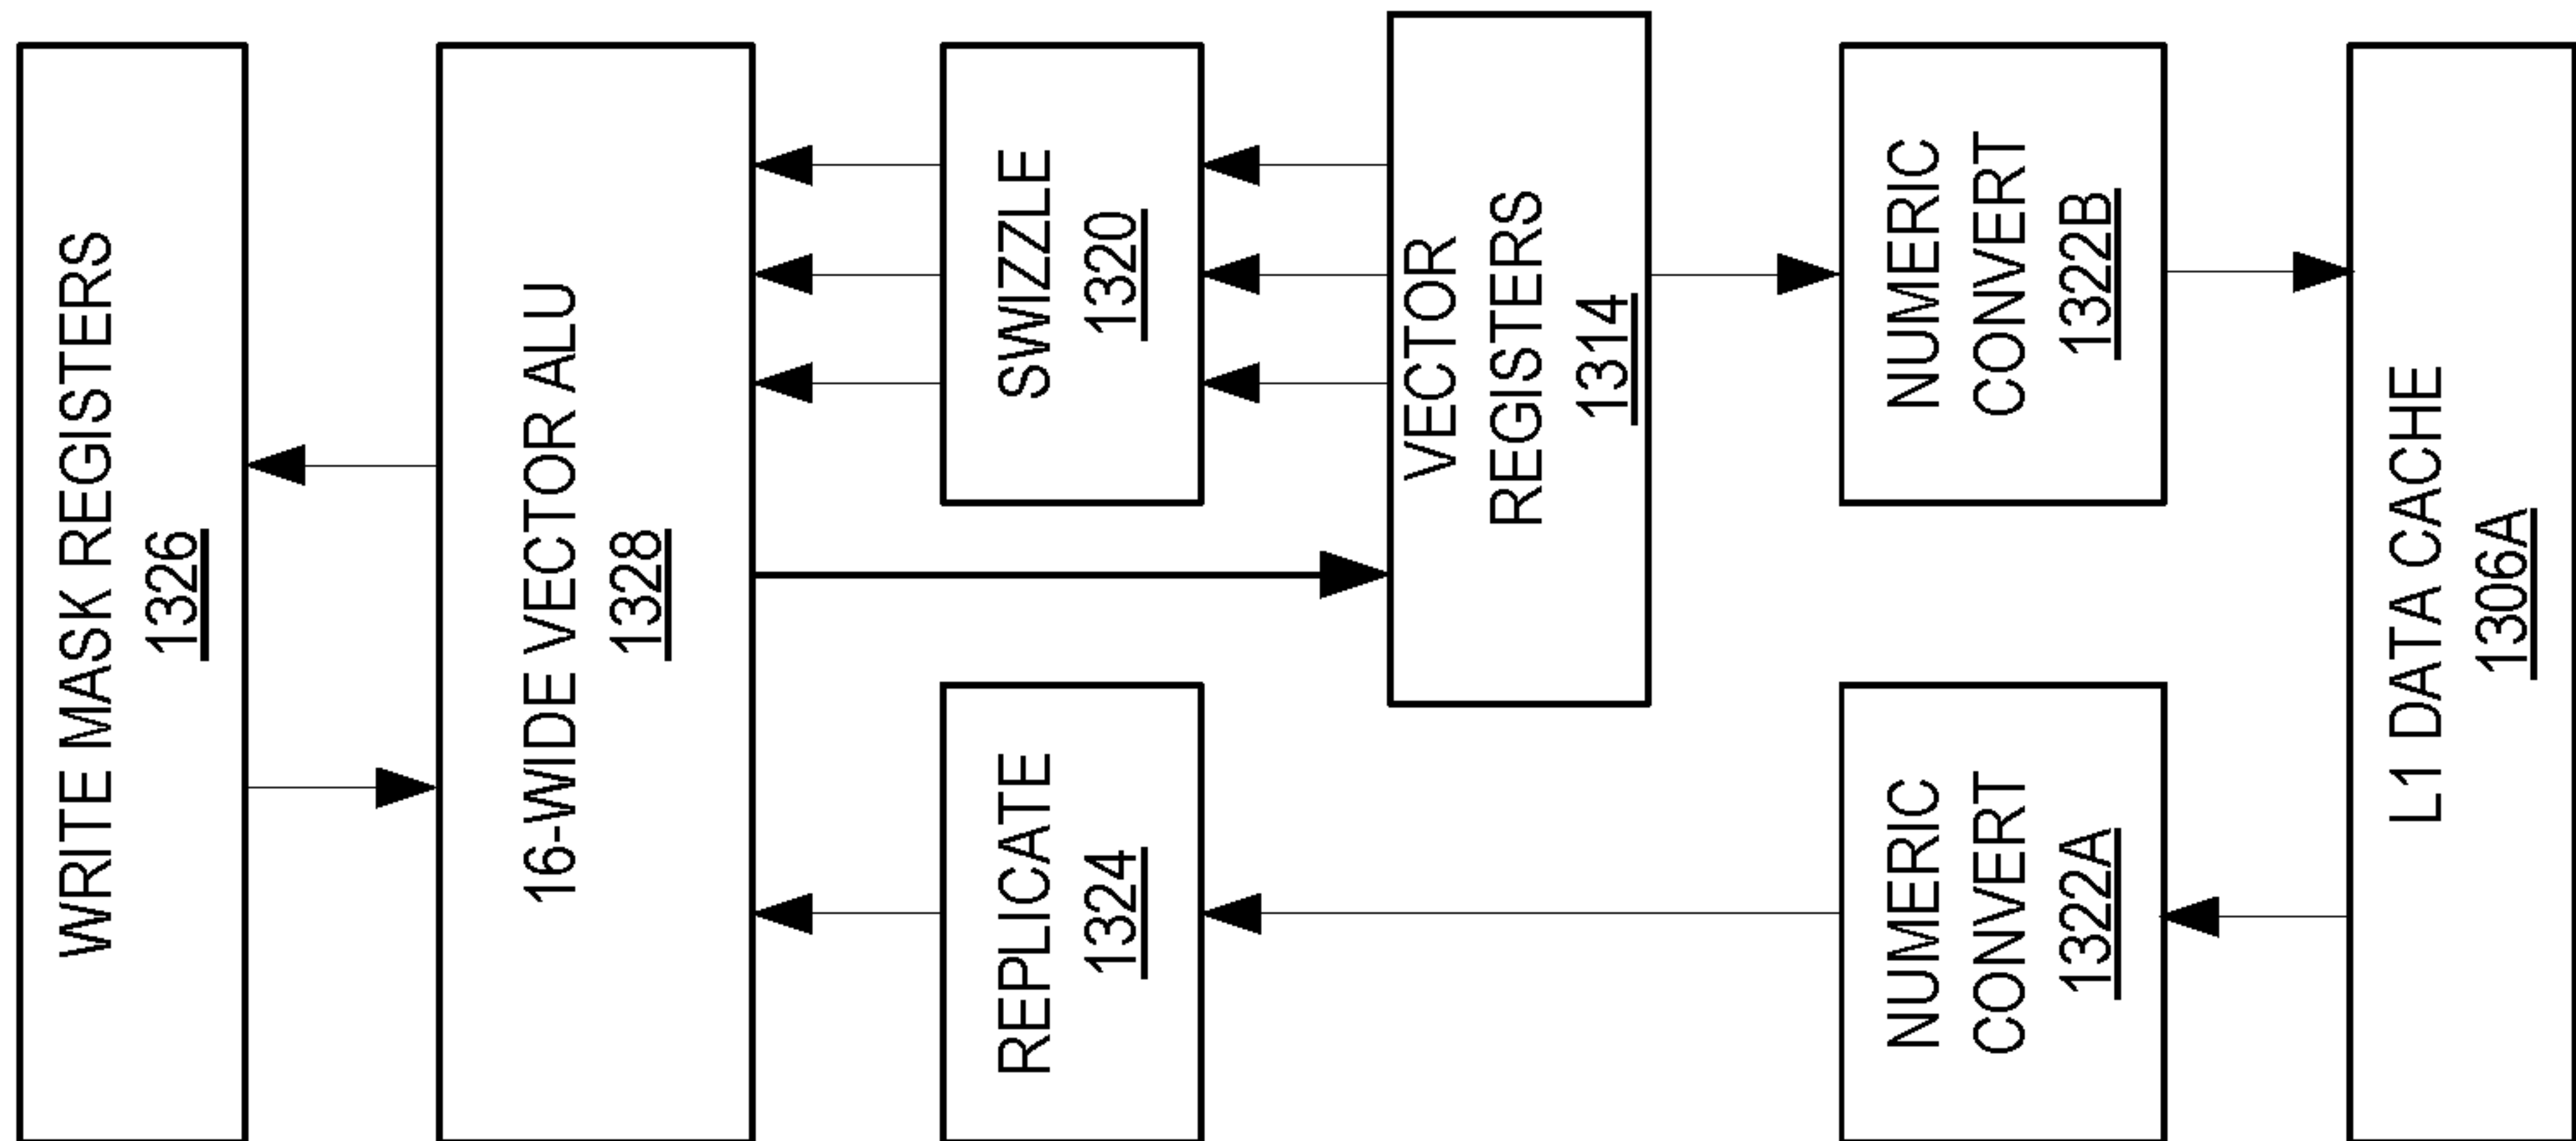 WRITE MASK REGISTERS
1326
16-WIDE VECTOR ALU
1328
REPLICATE
1324
SWIZZLE
1320
VECTOR
REGISTERS
1314
NUMERIC
CONVERT
1322A
NUMERIC
CONVERT
1322B
L1 DATA CACHE
1306A